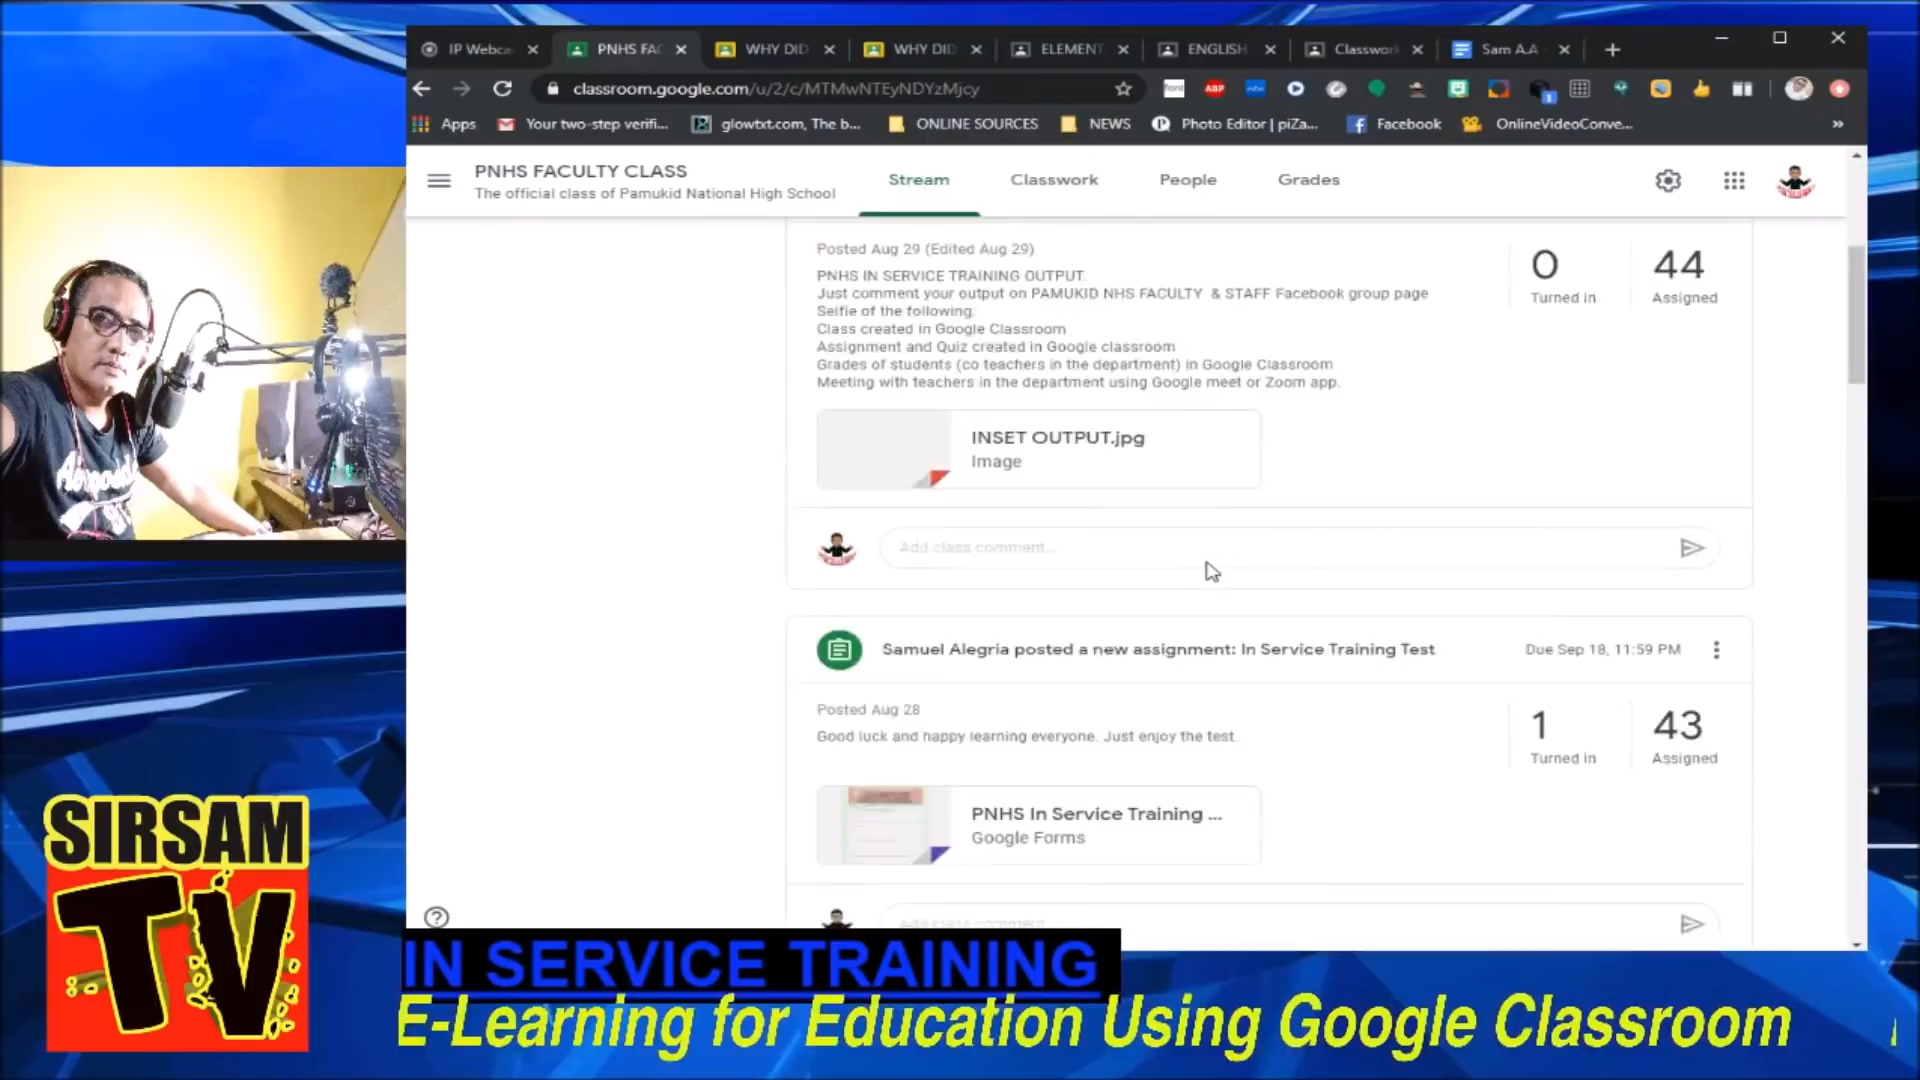 IP Webca
PNHS FAC
WHY DID
WHY DID
ELEMENT
ENGLISH
Classwor
Sam A.A -
classroom.google.com/u/2/c/MTMwNTEyNDYzMjcy
ABP
Apps
Your two-step verifi...
glowtxt.com, The b...
ONLINE SOURCES
NEWS
Photo Editor | piZa...
Facebook
OnlineVideoConve...
»
PNHS FACULTY CLASS
The official class of Pamukid National High School
Stream
Classwork
People
Grades
Posted Aug 29 (Edited Aug 29)
PNHS IN SERVICE TRAINING OUTPUT
Just comment your output on PAMUKID NHS FACULTY & STAFF Facebook group page
Selfie of the following:
Class created in Google Classroom
Assignment and Quiz created in Google classroom
Grades of students (co teachers in the department) in Google Classroom
Meeting with teachers in the department using Google meet or Zoom app.
0
Turned in
44
Assigned
INSET OUTPUT.jpg
Image
Add class comment...
Samuel Alegria posted a new assignment: In Service Training Test
Due Sep 18, 11:59 PM
Posted Aug 28
Good luck and happy learning everyone. Just enjoy the test.
1
Turned in
43
Assigned
PNHS In Service Training ...
Google Forms
Add class comment...
SIRSAM
TV
IN SERVICE TRAINING
E-Learning for Education Using Google Classroom